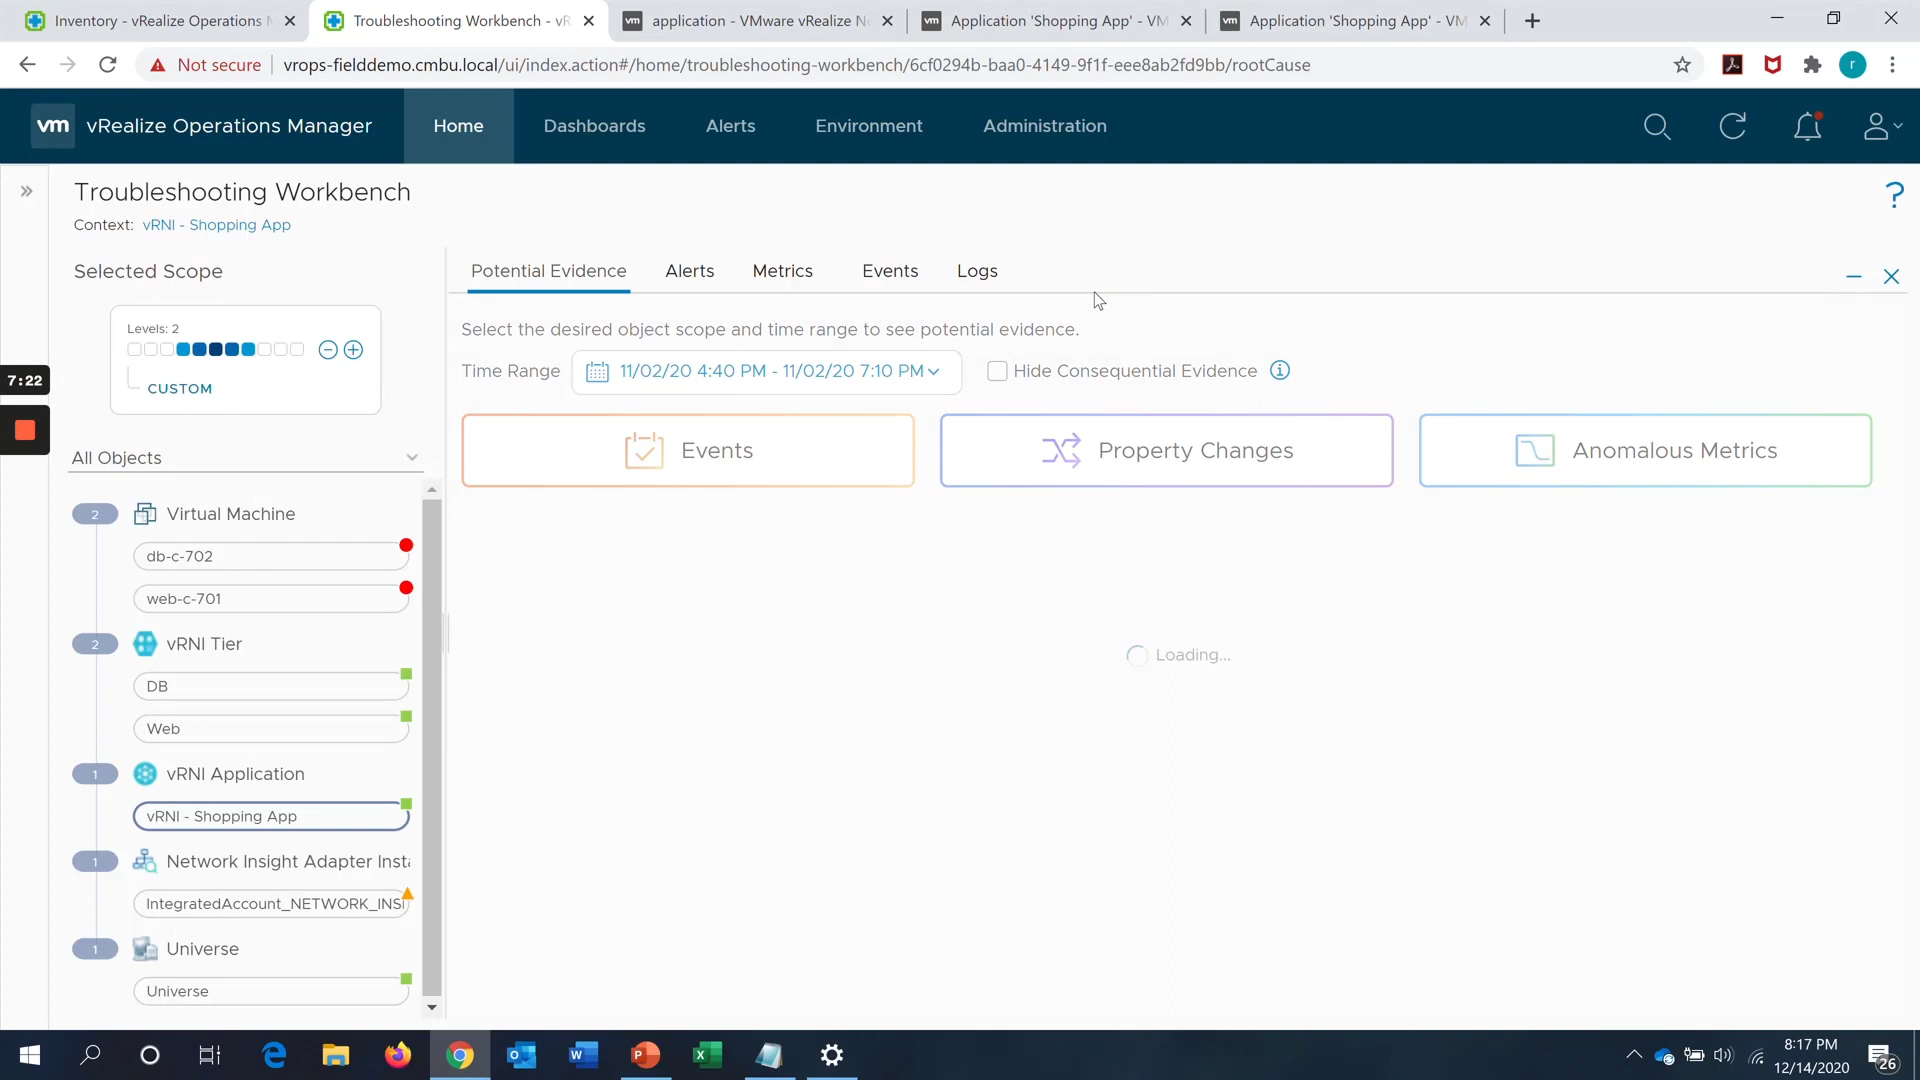 Inventory - vRealize Operations M
Troubleshooting Workbench - vR
application - VMware vRealize Ne
Application 'Shopping App' - VM
Application 'Shopping App' - VM
Not secure
vrops-fielddemo.cmbu.local/ui/index.action#/home/troubleshooting-workbench/6cf0294b-baa0-4149-9f1f-eee8ab2fd9bb/rootCause
r
vm vRealize Operations Manager
Home
Dashboards
Alerts
Environment
Administration
Troubleshooting Workbench
Context: vRNI - Shopping App
?
Selected Scope
Potential Evidence
Alerts
Metrics
Events
Logs
Levels: 2
CUSTOM
Select the desired object scope and time range to see potential evidence.
Time Range
11/02/20 4:40 PM - 11/02/20 7:10 PM
Hide Consequential Evidence
7:22
Events
Property Changes
Anomalous Metrics
All Objects
2 Virtual Machine
db-c-702
web-c-701
2 vRNI Tier
DB
Web
1 vRNI Application
vRNI - Shopping App
1 Network Insight Adapter Insta
IntegratedAccount_NETWORK_INSI
1 Universe
Universe
Loading...
8:17 PM
12/14/2020
26